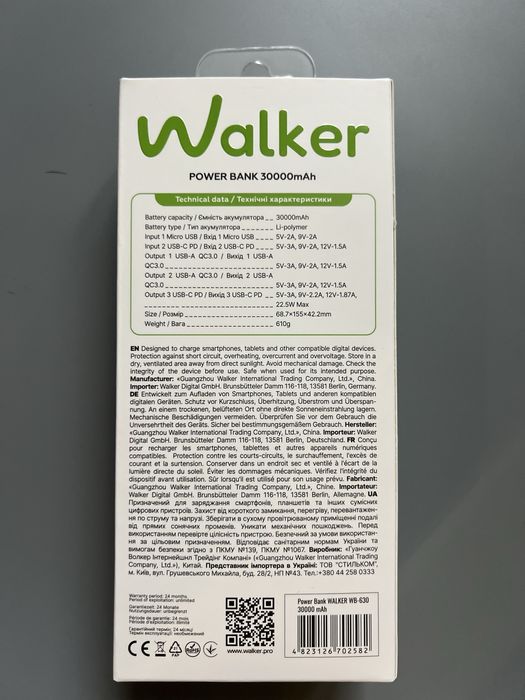 Walker
POWER BANK 30000mAh
Technical data / Технічні характеристики
Battery capacity / Ємність акумулятора 30000mAh
Battery type / Тип акумулятора Li-polymer
Input 1 Micro USB / Вхід 1 Micro USB 5V-2A, 9V-2A
Input 2 USB-C PD / Вхід 2 USB-C PD 5V-3A, 9V-2A, 12V-1.5A
Output 1 USB-A QC3.0 / Вихід 1 USB-A
QC3.0 5V-3A, 9V-2A, 12V-1.5A
Output 2 USB-A QC3.0 / Вихід 2 USB-A
QC3.0 5V-3A, 9V-2A, 12V-1.5A
Output 3 USB-C PD / Вихід 3 USB-C PD 5V-3A, 9V-2.2A, 12V-1.87A,
22.5W Max
Size / Розмір 68.7*155*42.2mm
Weight / Вага 610g
EN Designed to charge smartphones, tablets and other compatible digital devices.
Protection against short circuit, overheating, overcurrent and overvoltage. Store in a
dry, ventilated area away from direct sunlight. Avoid mechanical damage. Check the
integrity of the device before use. Safe when used for its intended purpose.
Manufacturer: «Guangzhou Walker International Trading Company, Ltd.», China.
Importer: Walker Digital GmbH. Brunsbütteler Damm 116-118, 13581 Berlin, Germany.
DE Entwickelt zum Aufladen von Smartphones, Tablets und anderen kompatiblen
digitalen Geräten. Schutz vor Kurzschluss, Überhitzung, Überstrom und Überspan-
nung. An einem trockenen, belüfteten Ort ohne direkte Sonneneinstrahlung lagern.
Mechanische Beschädigungen vermeiden. Überprüfen Sie vor dem Gebrauch die
Unversehrtheit des Geräts. Sicher bei bestimmungsgemäßem Gebrauch. Hersteller:
«Guangzhou Walker International Trading Company, Ltd.», China. Importeur: Walker
Digital GmbH. Brunsbütteler Damm 116-118, 13581 Berlin, Deutschland. FR Conçu
pour recharger les smartphones, tablettes et autres appareils numériques
compatibles. Protection contre les courts-circuits, le surchauffement, l'excès de
courant et la surtension. Conserver dans un endroit sec et ventilé à l'écart de la
lumière directe du soleil. Éviter les dommages mécaniques. Vérifiez l'intégrité du
dispositif avant utilisation. Sûr lorsqu'il est utilisé pour son usage prévu. Fabricant:
«Guangzhou Walker International Trading Company, Ltd.», China. Importateur:
Walker Digital GmbH. Brunsbütteler Damm 116-118, 13581 Berlin, Allemagne. UA
Призначений для заряджання смартфонів, планшетів та інших сумісних
цифрових пристроїв. Захист від короткого замикання, перегріву, перевантажен-
ня по струму та напрузі. Зберігати в сухому провітрюваному приміщенні подалі
від прямих сонячних променів. Уникати механічних пошкоджень. Перед
використанням перевірте цілісність пристрою. Безпечний за умови використан-
ня за цільовим призначенням. Відповідає санітарним нормам України та
вимогам безпеки згідно з ПКМУ №139, ПКМУ №1067. Виробник: «Гуанчжоу
Волкер Інтернейшнл Трейдінг Компані» («Guangzhou Walker International Trading
Company, Ltd.»), Китай. Представник імпортера в Україні: ТОВ "СТИЛЬКОМ",
м. Київ, вул. Грушевського Михайла, буд. 28/2, НП №43. Тел.:+380 44 258 0333
Warranty period: 24 months
Period of exploitation: unlimited
Garantiezeit: 24 Monate
Nutzungsdauer: unbegrenzt
Période de garantie: 24 mois
Période d'exploitation: illimité
Гарантійний термін: 24 місяці
Термін експлуатації: необмежений
CE
PAP
www.walker.pro
Power Bank WALKER WB-630
30000 mAh
4823126702582